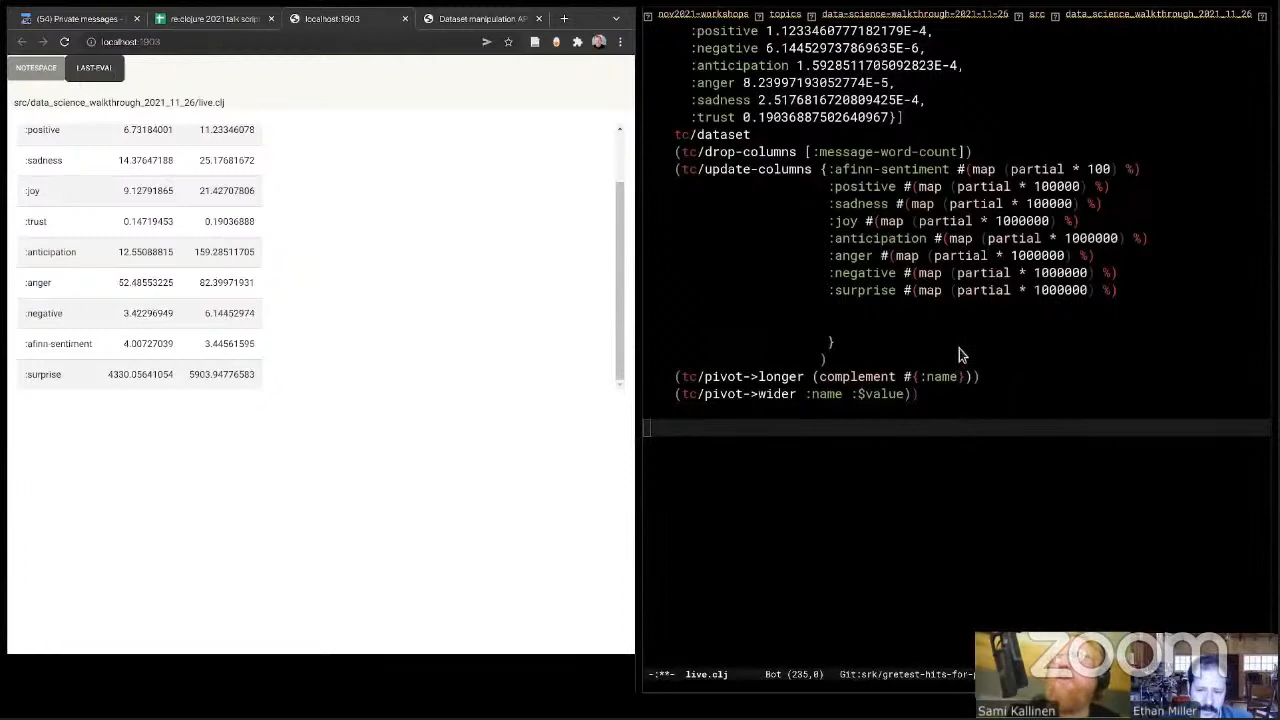 (54) Private messages -
re:clojure 2021 talk script
localhost:1903
Dataset manipulation AP
localhost:1903
NOTESPACE
LAST-EVAL
src/data_science_walkthrough_2021_11_26/live.clj
:positive 6.73184001 11.23346078
:sadness 14.37647188 25.17681672
:joy 9.12791865 21.42707806
:trust 0.14719453 0.19036888
:anticipation 12.55088815 159.28511705
:anger 52.48553225 82.39971931
:negative 3.42296949 6.14452974
:afinn-sentiment 4.00727039 3.44561595
:surprise 4330.05641054 5903.94776583
nov2021-workshops topics data-science-walkthrough-2021-11-26 src data_science_walkthrough_2021_11_26
:positive 1.1233460777182179E-4,
:negative 6.144529737869635E-6,
:anticipation 1.5928511705092823E-4,
:anger 8.23997193052774E-5,
:sadness 2.5176816720809425E-4,
:trust 0.19036887502640967}]
tc/dataset
(tc/drop-columns [:message-word-count])
(tc/update-columns {:afinn-sentiment #(map (partial * 100) %)
:positive #(map (partial * 100000) %)
:sadness #(map (partial * 100000) %)
:joy #(map (partial * 1000000) %)
:anticipation #(map (partial * 1000000) %)
:anger #(map (partial * 1000000) %)
:negative #(map (partial * 1000000) %)
:surprise #(map (partial * 1000000) %)
}
)
(tc/pivot->longer (complement #{:name}))
(tc/pivot->wider :name :$value))
-:**- live.clj Bot (235,0) Git:srk/gretest-hits-for-
zoom
Sami Kallinen
Ethan Miller